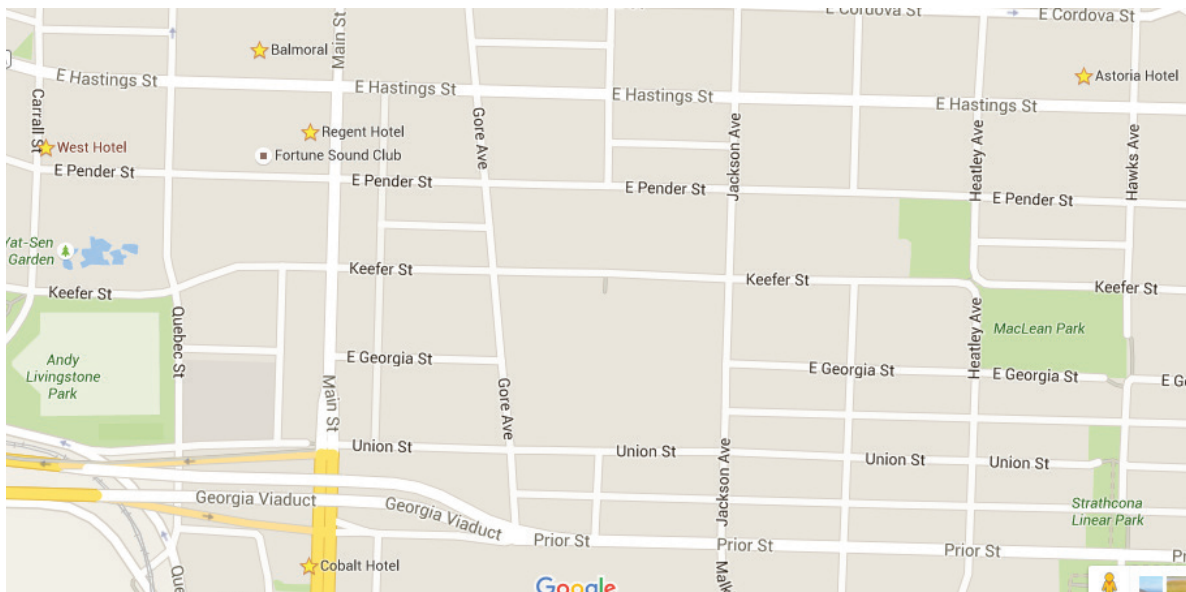 E Cordova St
E Cordova St
Main St
Balmoral
E Hastings St
E Hastings St
E Hastings St
E Hastings St
Astoria Hotel
Carrall St
Gore Ave
Jackson Ave
Heatley Ave
Hawks Ave
Regent Hotel
West Hotel
Fortune Sound Club
E Pender St
E Pender St
E Pender St
E Pender St
Yat-Sen
Garden
Keefer St
Keefer St
Keefer St
Keefer St
Quebec St
MacLean Park
Heatley Ave
Andy
Livingstone
Park
E Georgia St
E Georgia St
E Georgia St
E G
Main St
Gore Ave
Union St
Union St
Union St
Union St
Jackson Ave
Georgia Viaduct
Georgia Viaduct
Strathcona
Linear Park
Prior St
Prior St
Prior St
Pr
Cobalt Hotel
Que
Mal
Google